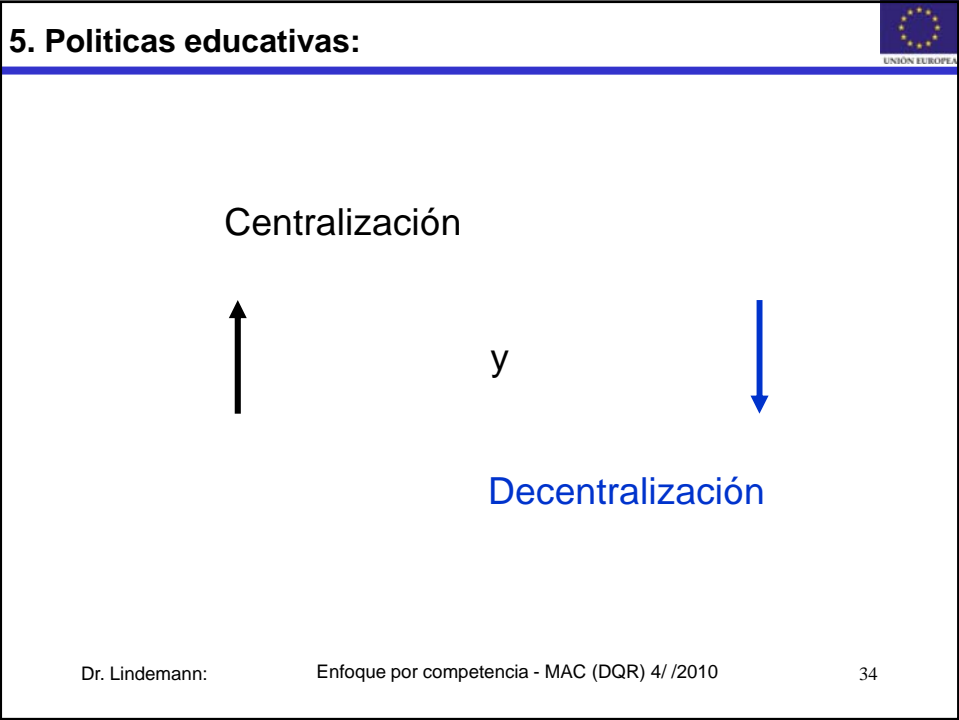 5. Politicas educativas:
UNIÓN EUROPEA
Centralización
y
Decentralización
Dr. Lindemann:
Enfoque por competencia - MAC (DQR) 4/ /2010
34